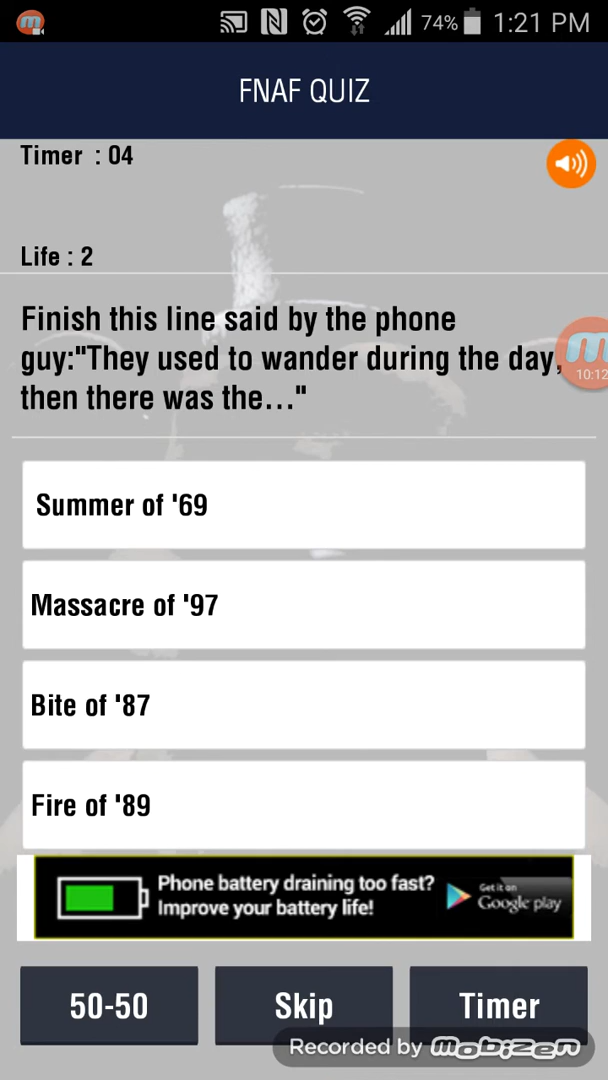 74% 1:21 PM
FNAF QUIZ
Timer : 04
Life : 2
Finish this line said by the phone
guy:"They used to wander during the day,
then there was the..."
10:12
Summer of '69
Massacre of '97
Bite of '87
Fire of '89
Phone battery draining too fast?
Improve your battery life!
Get it on
Google play
50-50
Skip
Timer
Recorded by mobizen